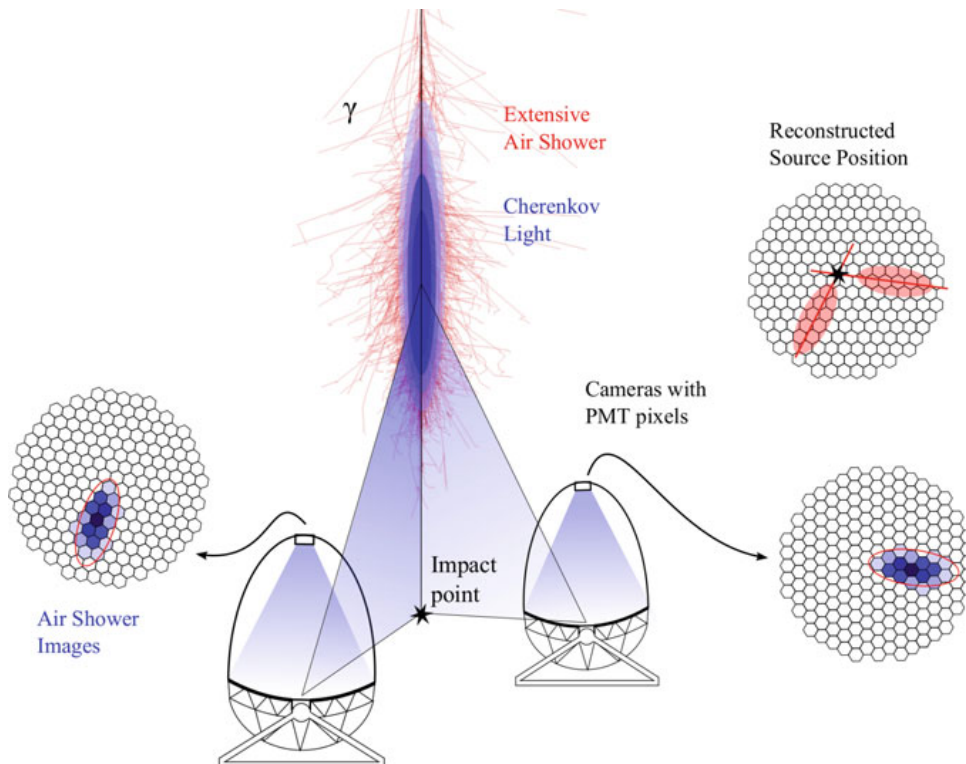 γ
Extensive
Air Shower
Cherenkov
Light
Reconstructed
Source Position
Cameras with
PMT pixels
Impact
point
Air Shower
Images